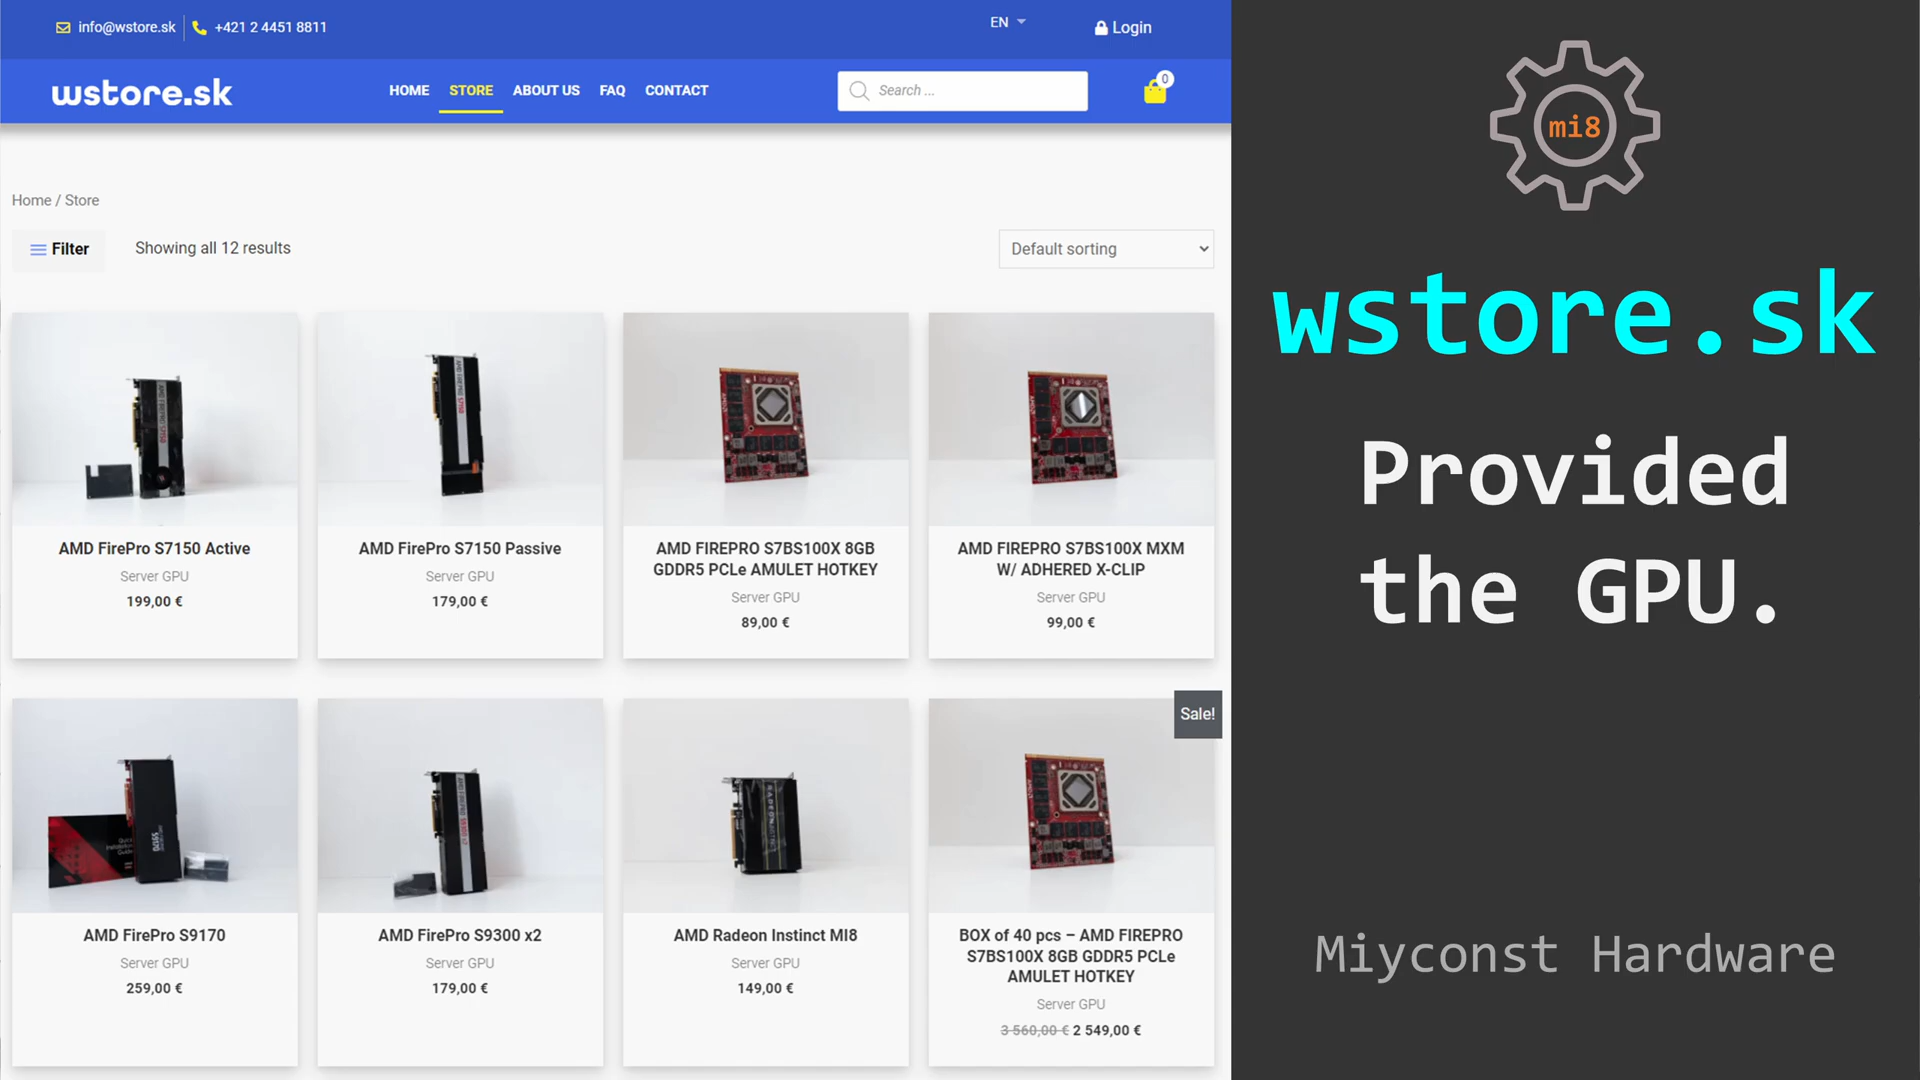 info@wstore.sk
+421 2 4451 8811
EN
Login
wstore.sk
HOME STORE ABOUT US FAQ CONTACT
Search ...
0
Home / Store
Filter
Showing all 12 results
Default sorting
AMD FirePro S7150 Active
Server GPU
199,00 €
AMD FirePro S7150 Passive
Server GPU
179,00 €
AMD FIREPRO S7BS100X 8GB
GDDR5 PCLe AMULET HOTKEY
Server GPU
89,00 €
AMD FIREPRO S7BS100X MXM
W/ ADHERED X-CLIP
Server GPU
99,00 €
AMD FirePro S9170
Server GPU
259,00 €
AMD FirePro S9300 x2
Server GPU
179,00 €
AMD Radeon Instinct MI8
Server GPU
149,00 €
Sale!
BOX of 40 pcs – AMD FIREPRO
S7BS100X 8GB GDDR5 PCLe
AMULET HOTKEY
Server GPU
3 560,00 € 2 549,00 €
mi8
wstore.sk
Provided
the GPU.
Miyconst Hardware